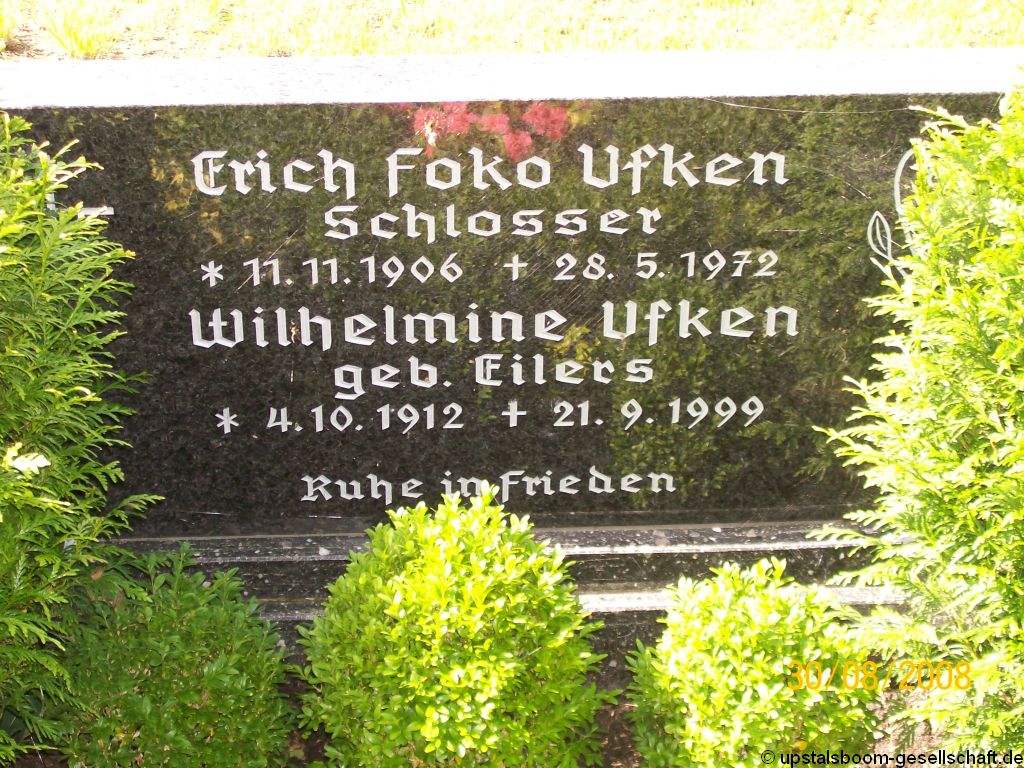 Erich Foko Ufken
Schlosser
* 11. 11. 1906 + 28. 5. 1972
Wilhelmine Ufken
geb. Eilers
* 4. 10. 1912 + 21. 9. 1999
Ruhe in Frieden
30/08/2008
© upstalsboom-gesellschaft.de